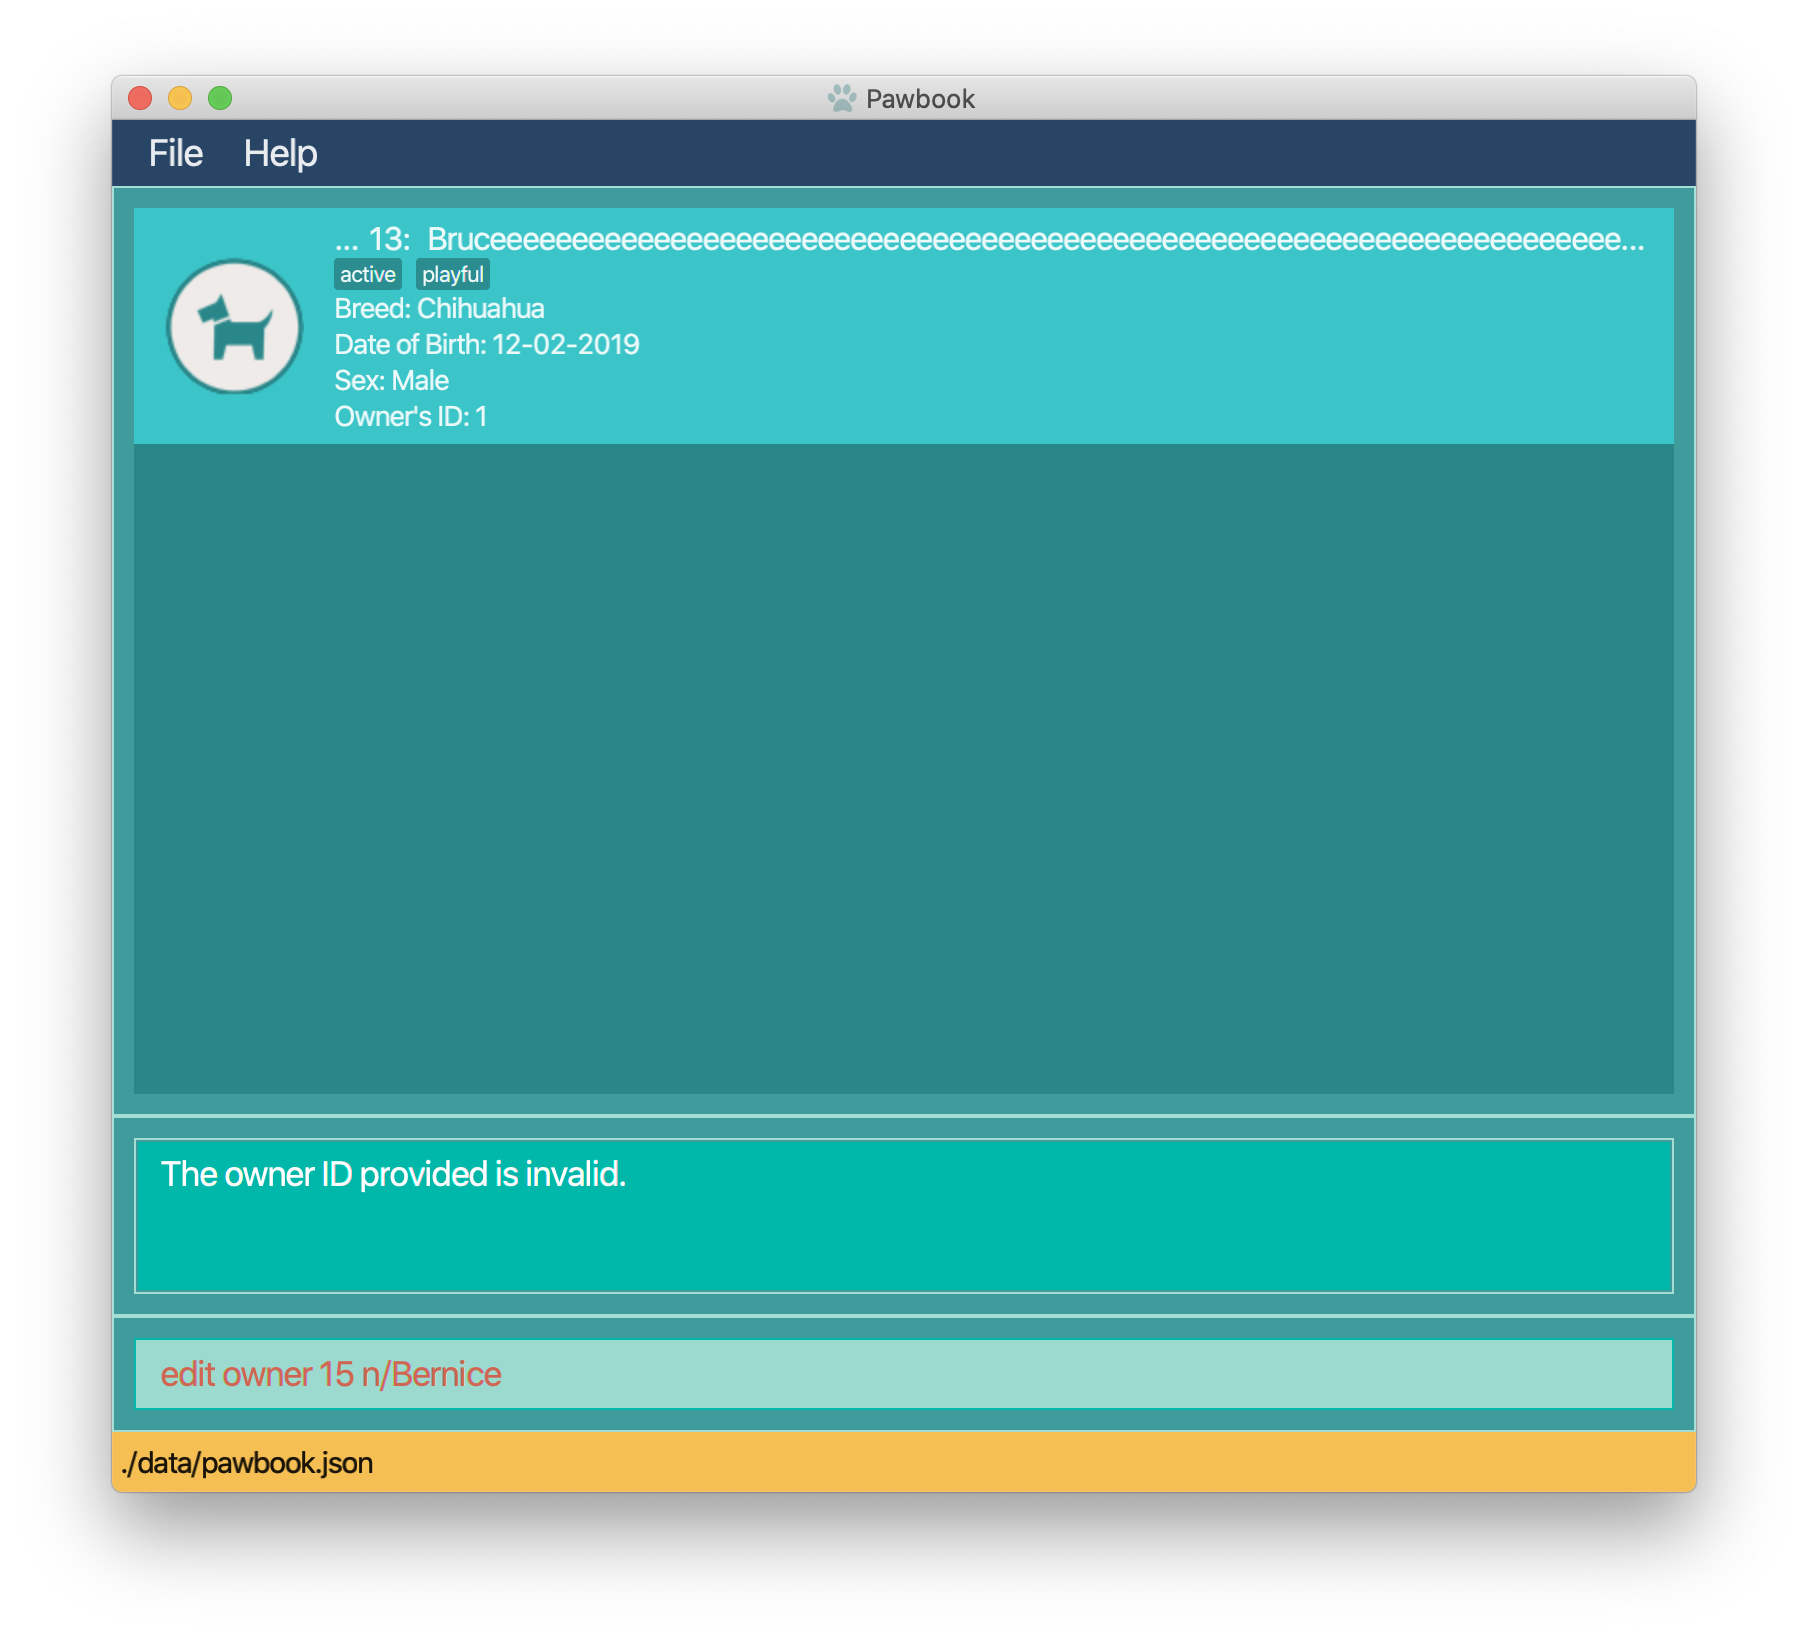 Pawbook
File Help
... 13: Bruceeeeeeeeeeeeeeeeeeeeeeeeeeeeeeeeeeeeeeeeeeeeeeeeeeeeeeeeeeeeeeeeeeeee...
active playful
Breed: Chihuahua
Date of Birth: 12-02-2019
Sex: Male
Owner's ID: 1
The owner ID provided is invalid.
edit owner 15 n/Bernice
./data/pawbook.json